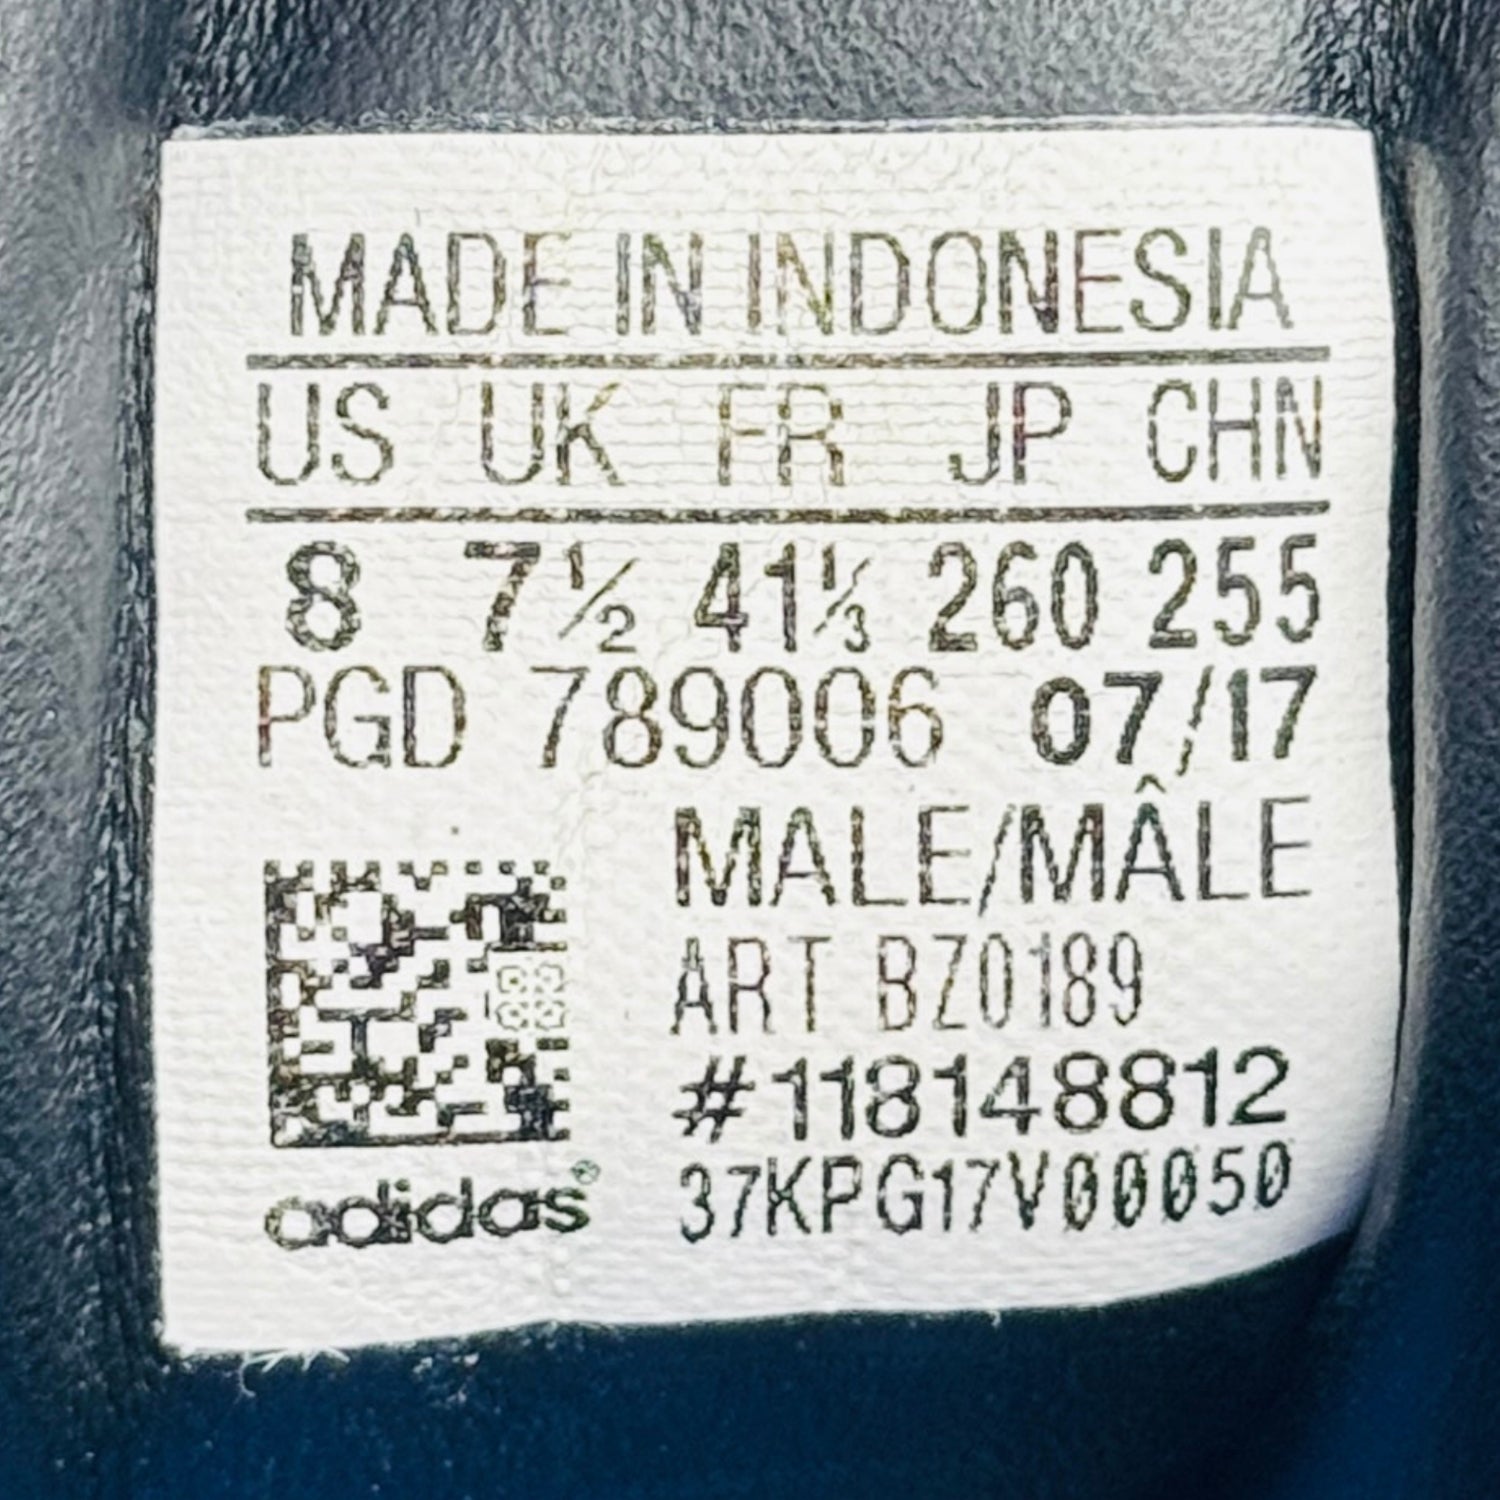 MADE IN INDONESIA
US UK FR JP CHN
8 7½ 41⅓ 260 255
PGD 789006 07/17
MALE/MÂLE
ART BZ0189
#118148812
37KPG17V00050
adidas®